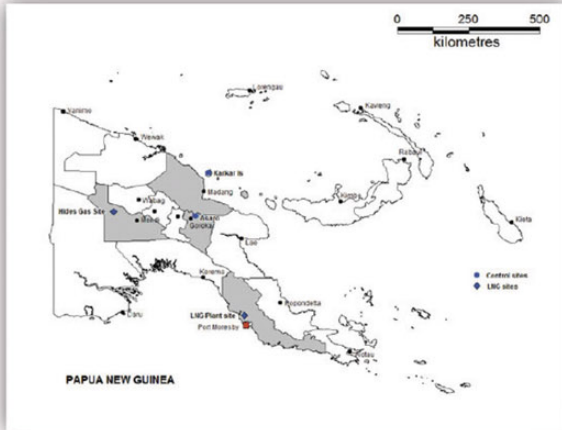 0 250 500
kilometres
Lorengau
Kavieng
Vanimo
Wewak
Rabaul
Karkar Is
Madang
Wabag
Kimbe
Hides Gas Site
Mendi
Goroka
Kieta
Lae
Kerema
Control sites
LNG sites
Popondetta
Daru
LNG Plant site
Port Moresby
Alotau
PAPUA NEW GUINEA